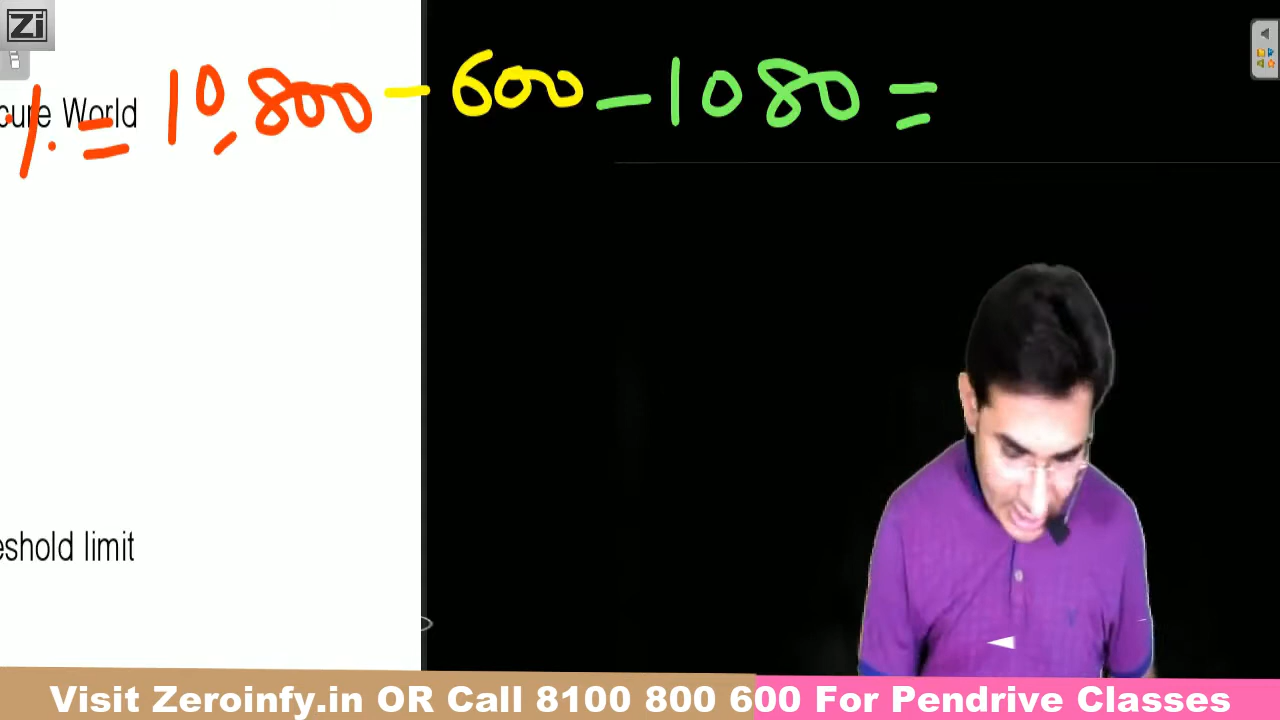 Zi
cure World
% = 10,800 - 600 - 1080 =
eshold limit
Visit Zeroinfy.in OR Call 8100 800 600 For Pendrive Classes